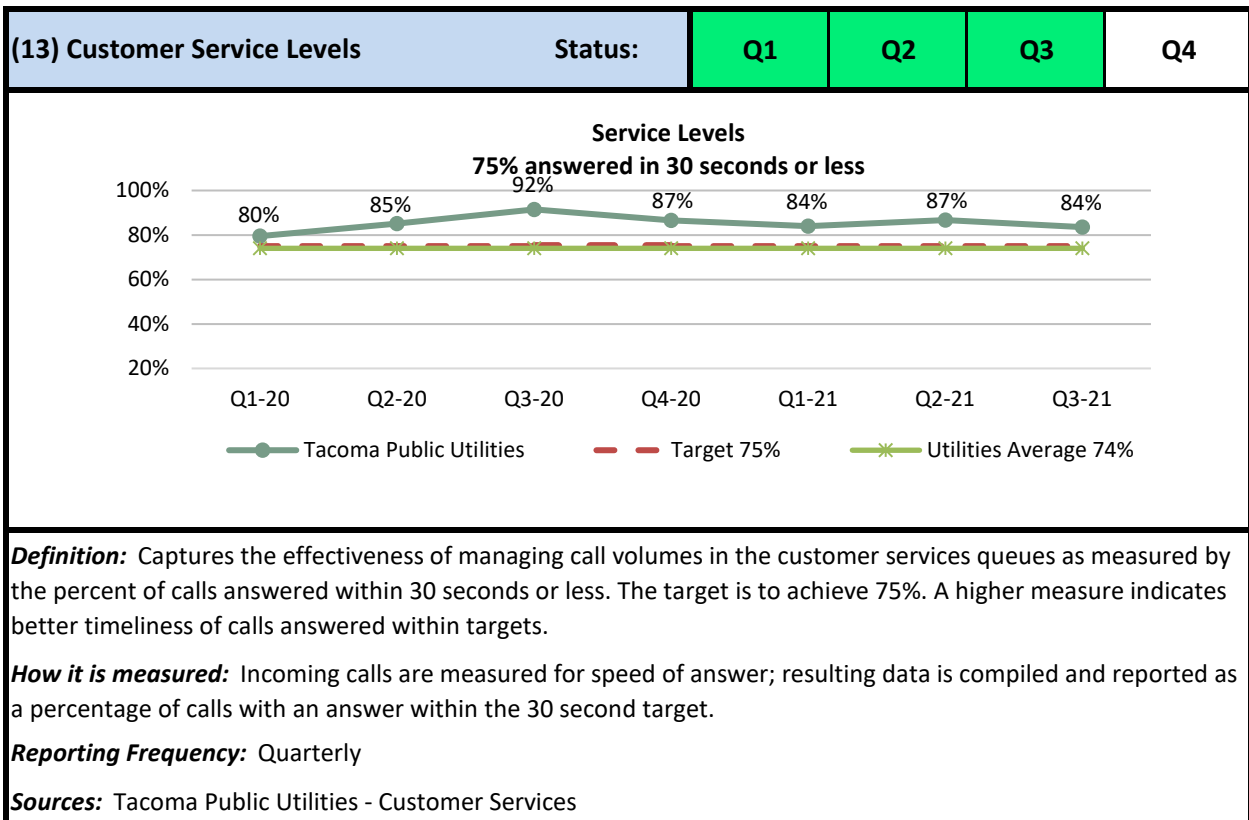 (13) Customer Service Levels Status: Q1 Q2 Q3 Q4
Service Levels
75% answered in 30 seconds or less
100%
80%
60%
40%
20%
80% 85% 92% 87% 84% 87% 84%
Q1-20 Q2-20 Q3-20 Q4-20 Q1-21 Q2-21 Q3-21
Tacoma Public Utilities Target 75% Utilities Average 74%
Definition: Captures the effectiveness of managing call volumes in the customer services queues as measured by
the percent of calls answered within 30 seconds or less. The target is to achieve 75%. A higher measure indicates
better timeliness of calls answered within targets.
How it is measured: Incoming calls are measured for speed of answer; resulting data is compiled and reported as
a percentage of calls with an answer within the 30 second target.
Reporting Frequency: Quarterly
Sources: Tacoma Public Utilities - Customer Services